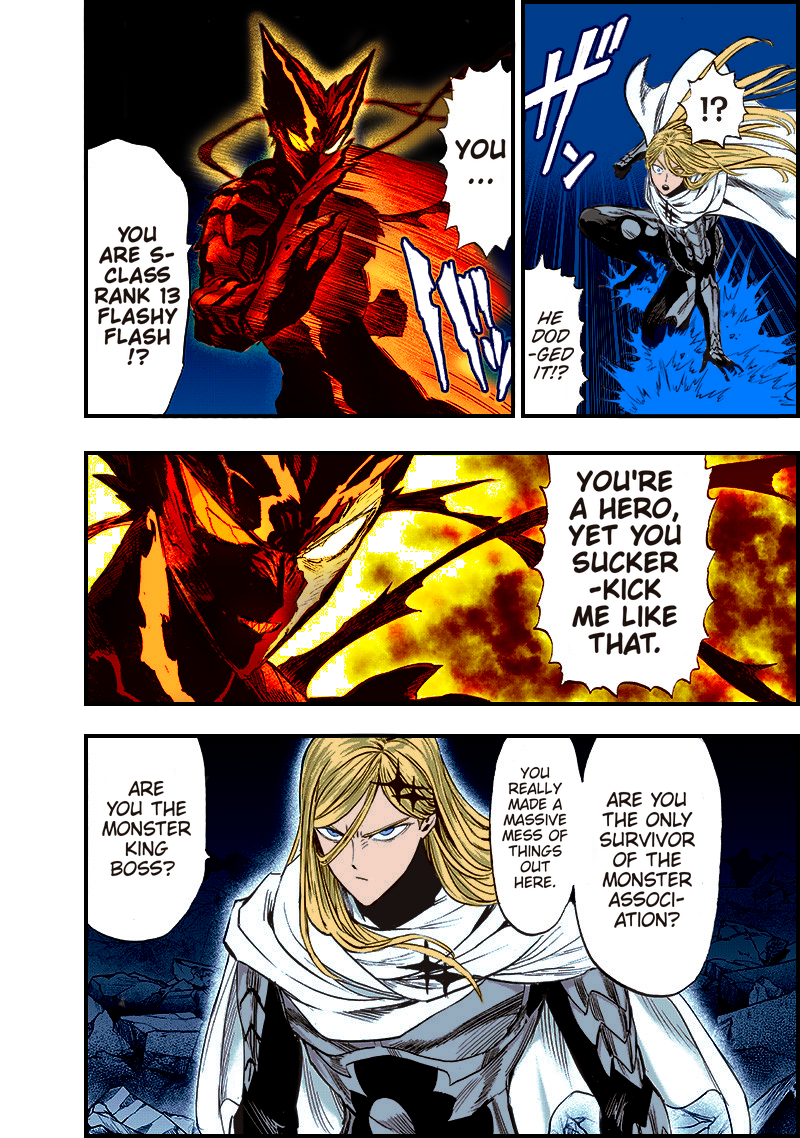 !?
ザン
HE
DOD
-GED
IT!?
YOU
...
バッ
YOU
ARE S-
CLASS
RANK 13
FLASHY
FLASH
!?
YOU'RE
A HERO,
YET YOU
SUCKER
-KICK
ME LIKE
THAT.
ARE YOU
THE ONLY
SURVIVOR
OF THE
MONSTER
ASSOCI-
ATION?
YOU
REALLY
MADE A
MASSIVE
MESS OF
THINGS
OUT
HERE.
ARE
YOU THE
MONSTER
KING
BOSS?